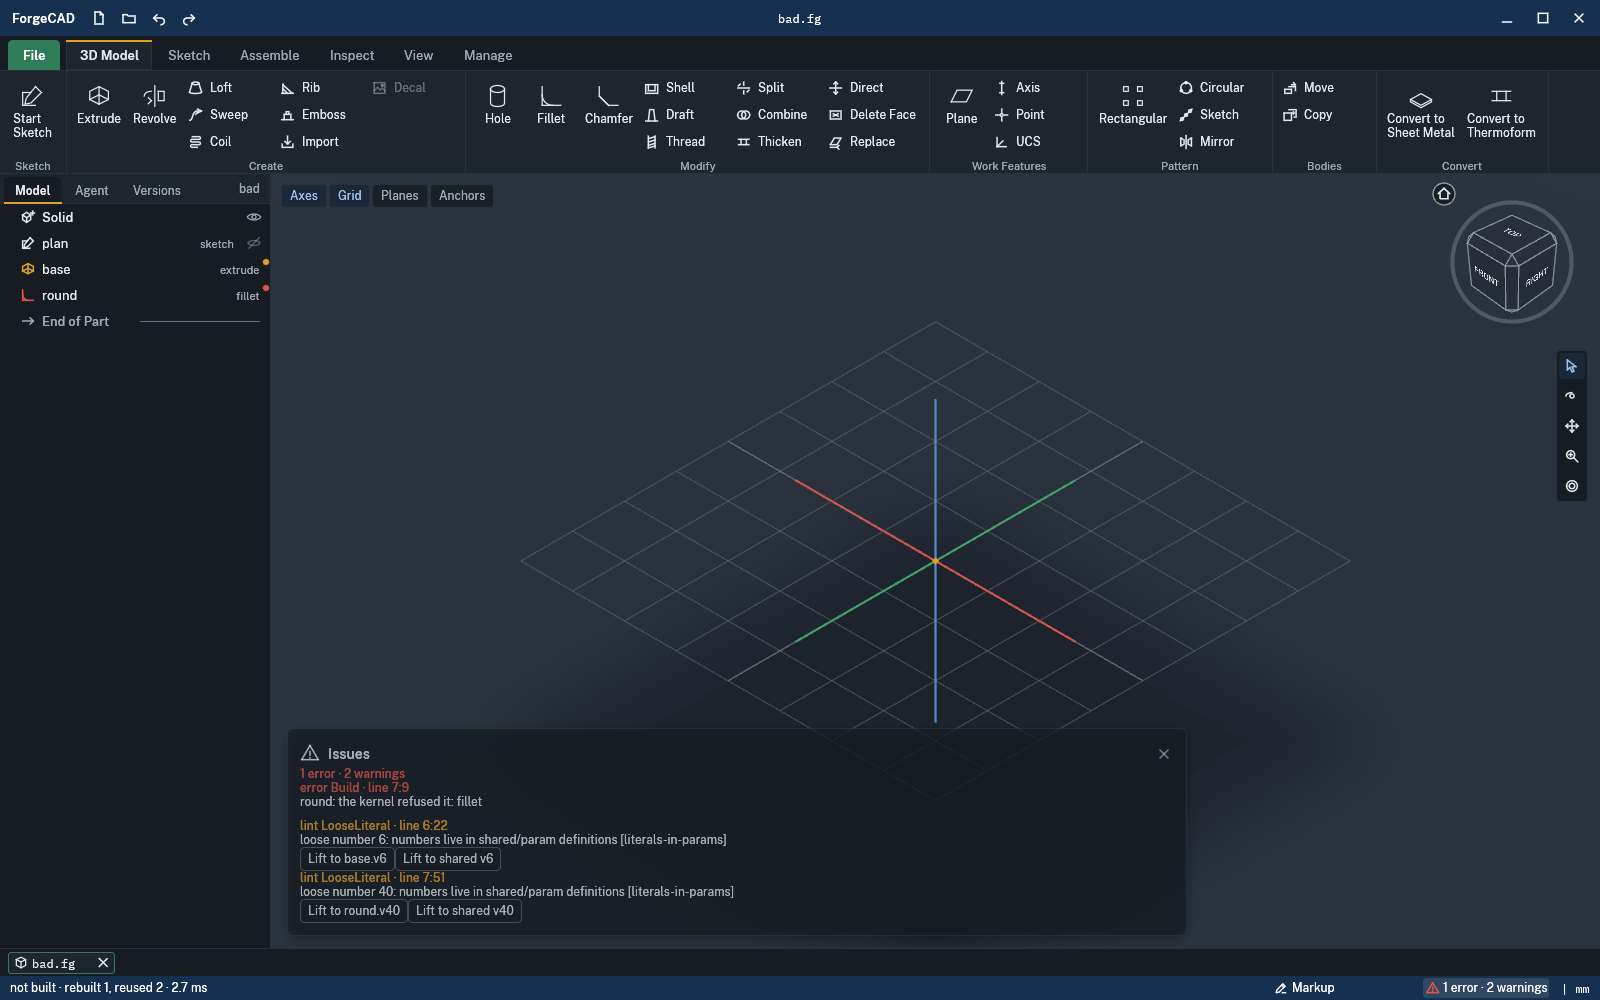 ForgeCAD
bad.fg
File
3D Model
Sketch
Assemble
Inspect
View
Manage
Start Sketch
Sketch
Extrude
Revolve
Loft
Sweep
Coil
Rib
Emboss
Import
Decal
Create
Hole
Fillet
Chamfer
Shell
Draft
Thread
Split
Combine
Thicken
Direct
Delete Face
Replace
Modify
Plane
Axis
Point
UCS
Work Features
Rectangular
Circular
Sketch
Mirror
Pattern
Move
Copy
Bodies
Convert to Sheet Metal
Convert to Thermoform
Convert
Model
Agent
Versions
bad
Solid
plan sketch
base extrude
round fillet
End of Part
Axes
Grid
Planes
Anchors
TOP
FRONT
RIGHT
Issues
1 error · 2 warnings
error Build · line 7:9
round: the kernel refused it: fillet
lint LooseLiteral · line 6:22
loose number 6: numbers live in shared/param definitions [literals-in-params]
Lift to base.v6 Lift to shared v6
lint LooseLiteral · line 7:51
loose number 40: numbers live in shared/param definitions [literals-in-params]
Lift to round.v40 Lift to shared v40
bad.fg
not built · rebuilt 1, reused 2 · 2.7 ms
Markup
1 error · 2 warnings
| mm